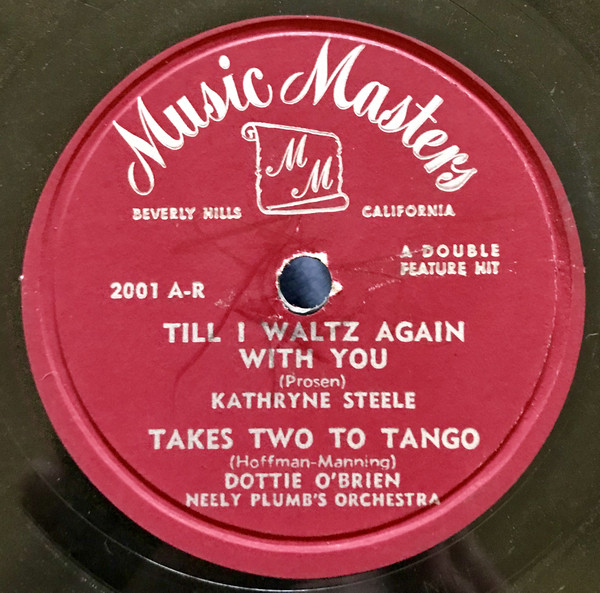 Music Masters
M
M
BEVERLY HILLS CALIFORNIA
A DOUBLE
FEATURE HIT
2001 A-R
TILL I WALTZ AGAIN
WITH YOU
(Prosen)
KATHRYNE STEELE
TAKES TWO TO TANGO
(Hoffman-Manning)
DOTTIE O'BRIEN
NEELY PLUMB'S ORCHESTRA